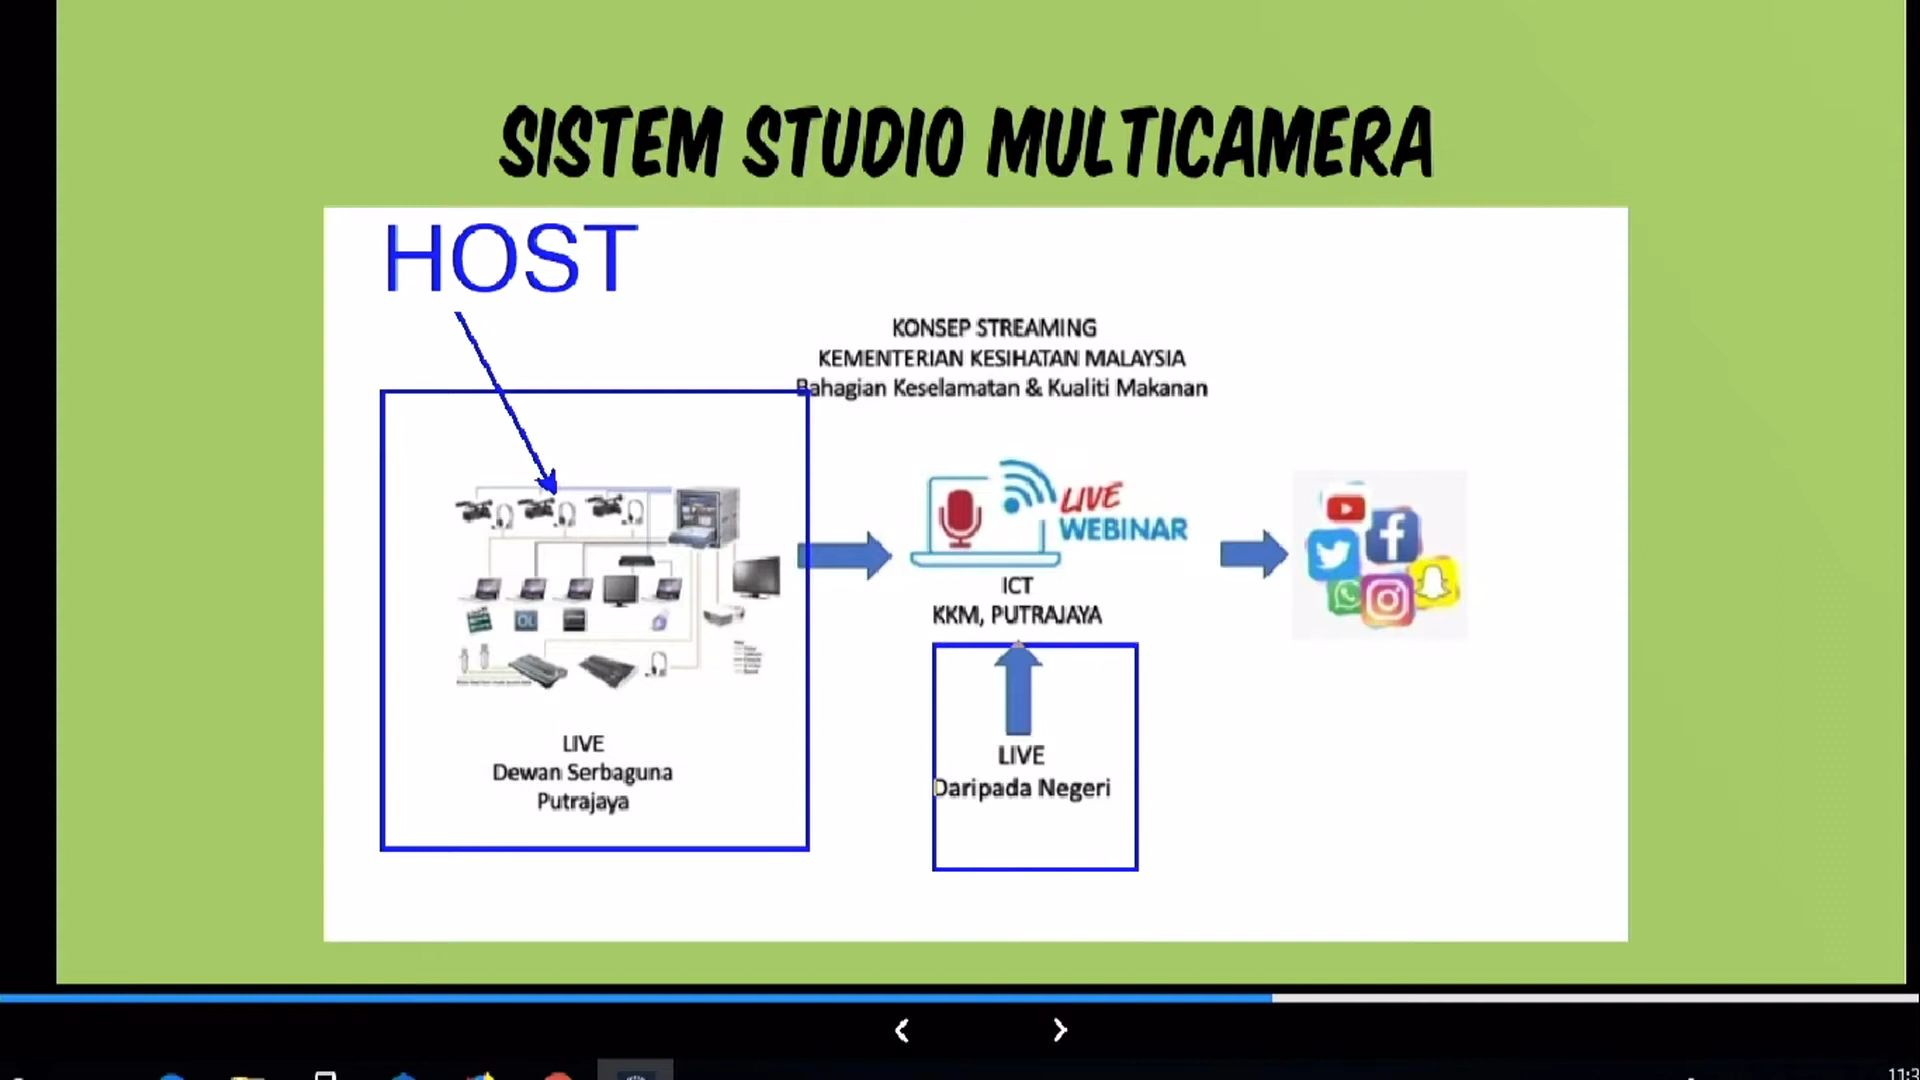 SISTEM STUDIO MULTICAMERA
HOST
KONSEP STREAMING
KEMENTERIAN KESIHATAN MALAYSIA
Bahagian Keselamatan & Kualiti Makanan
LIVE
WEBINAR
ICT
KKM, PUTRAJAYA
OL
LIVE
Dewan Serbaguna
Putrajaya
LIVE
Daripada Negeri